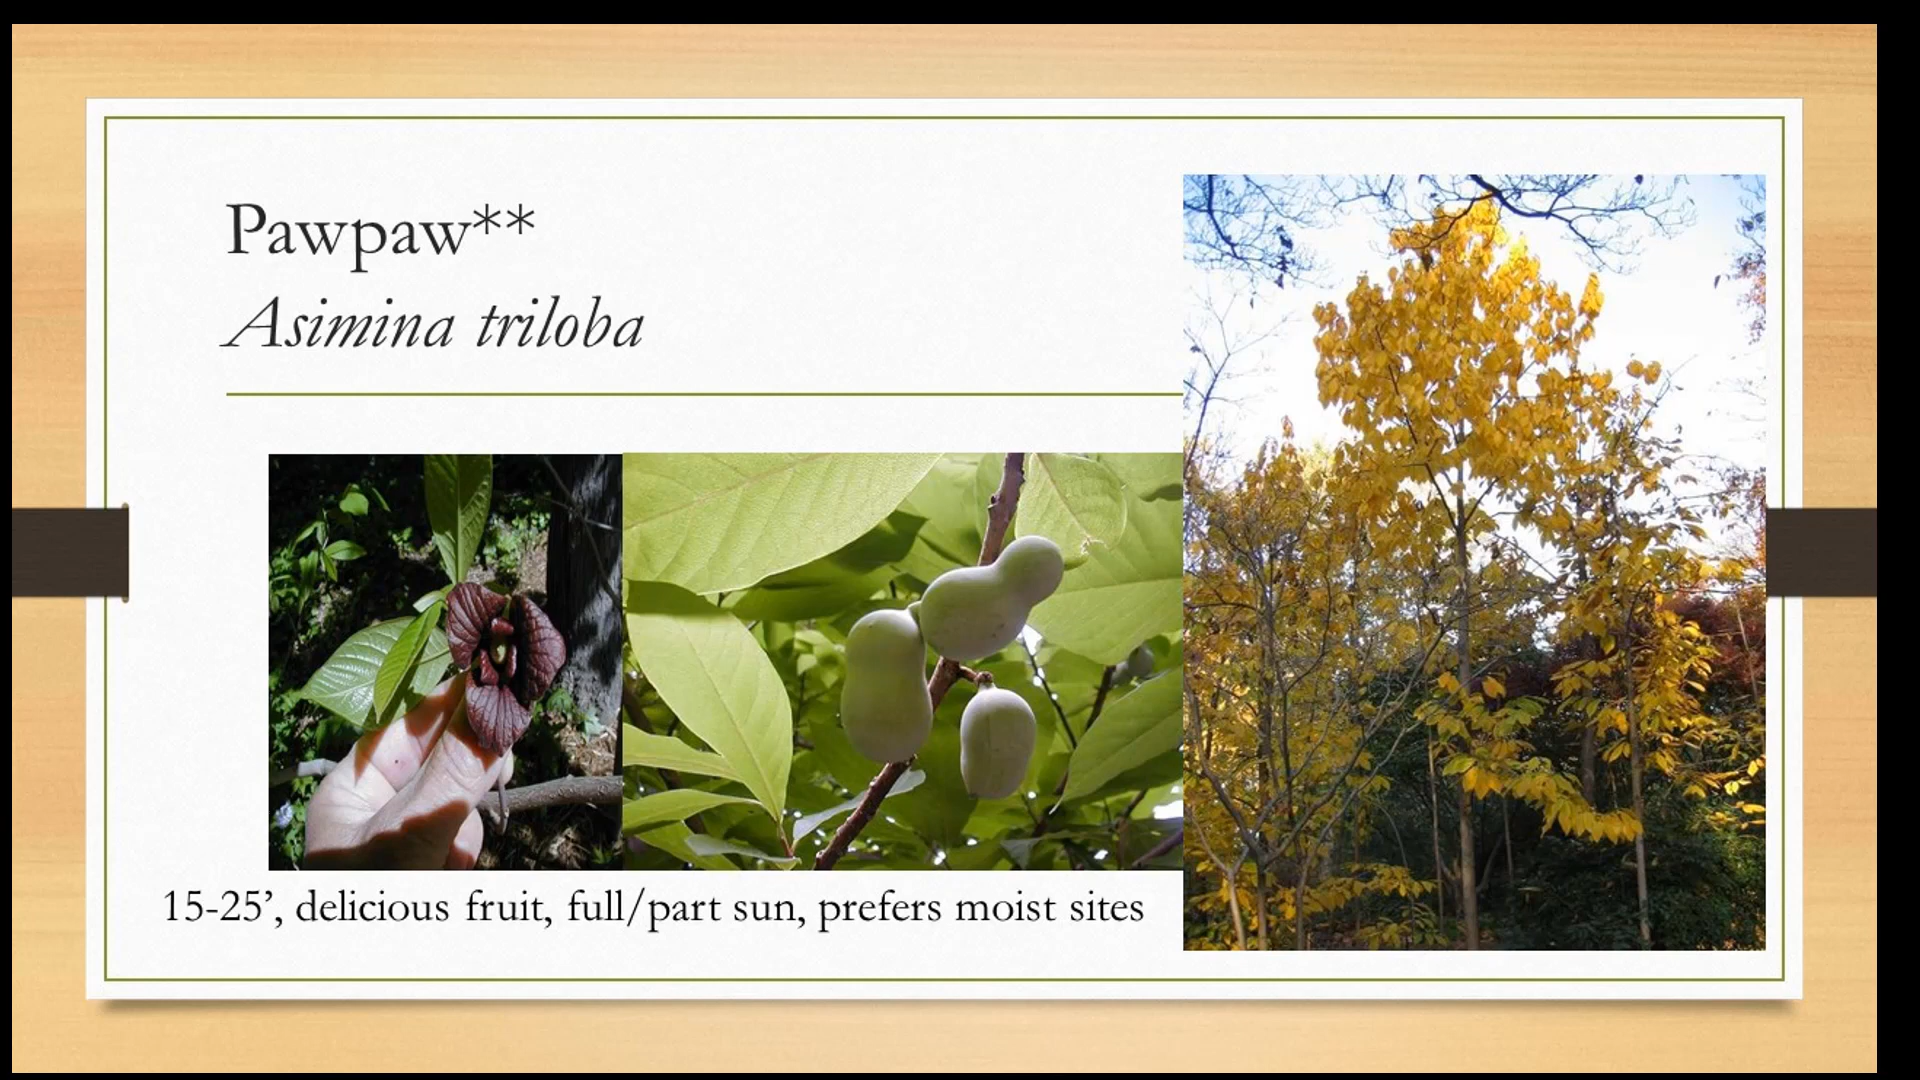 Pawpaw**
Asimina triloba
15-25’, delicious fruit, full/part sun, prefers moist sites